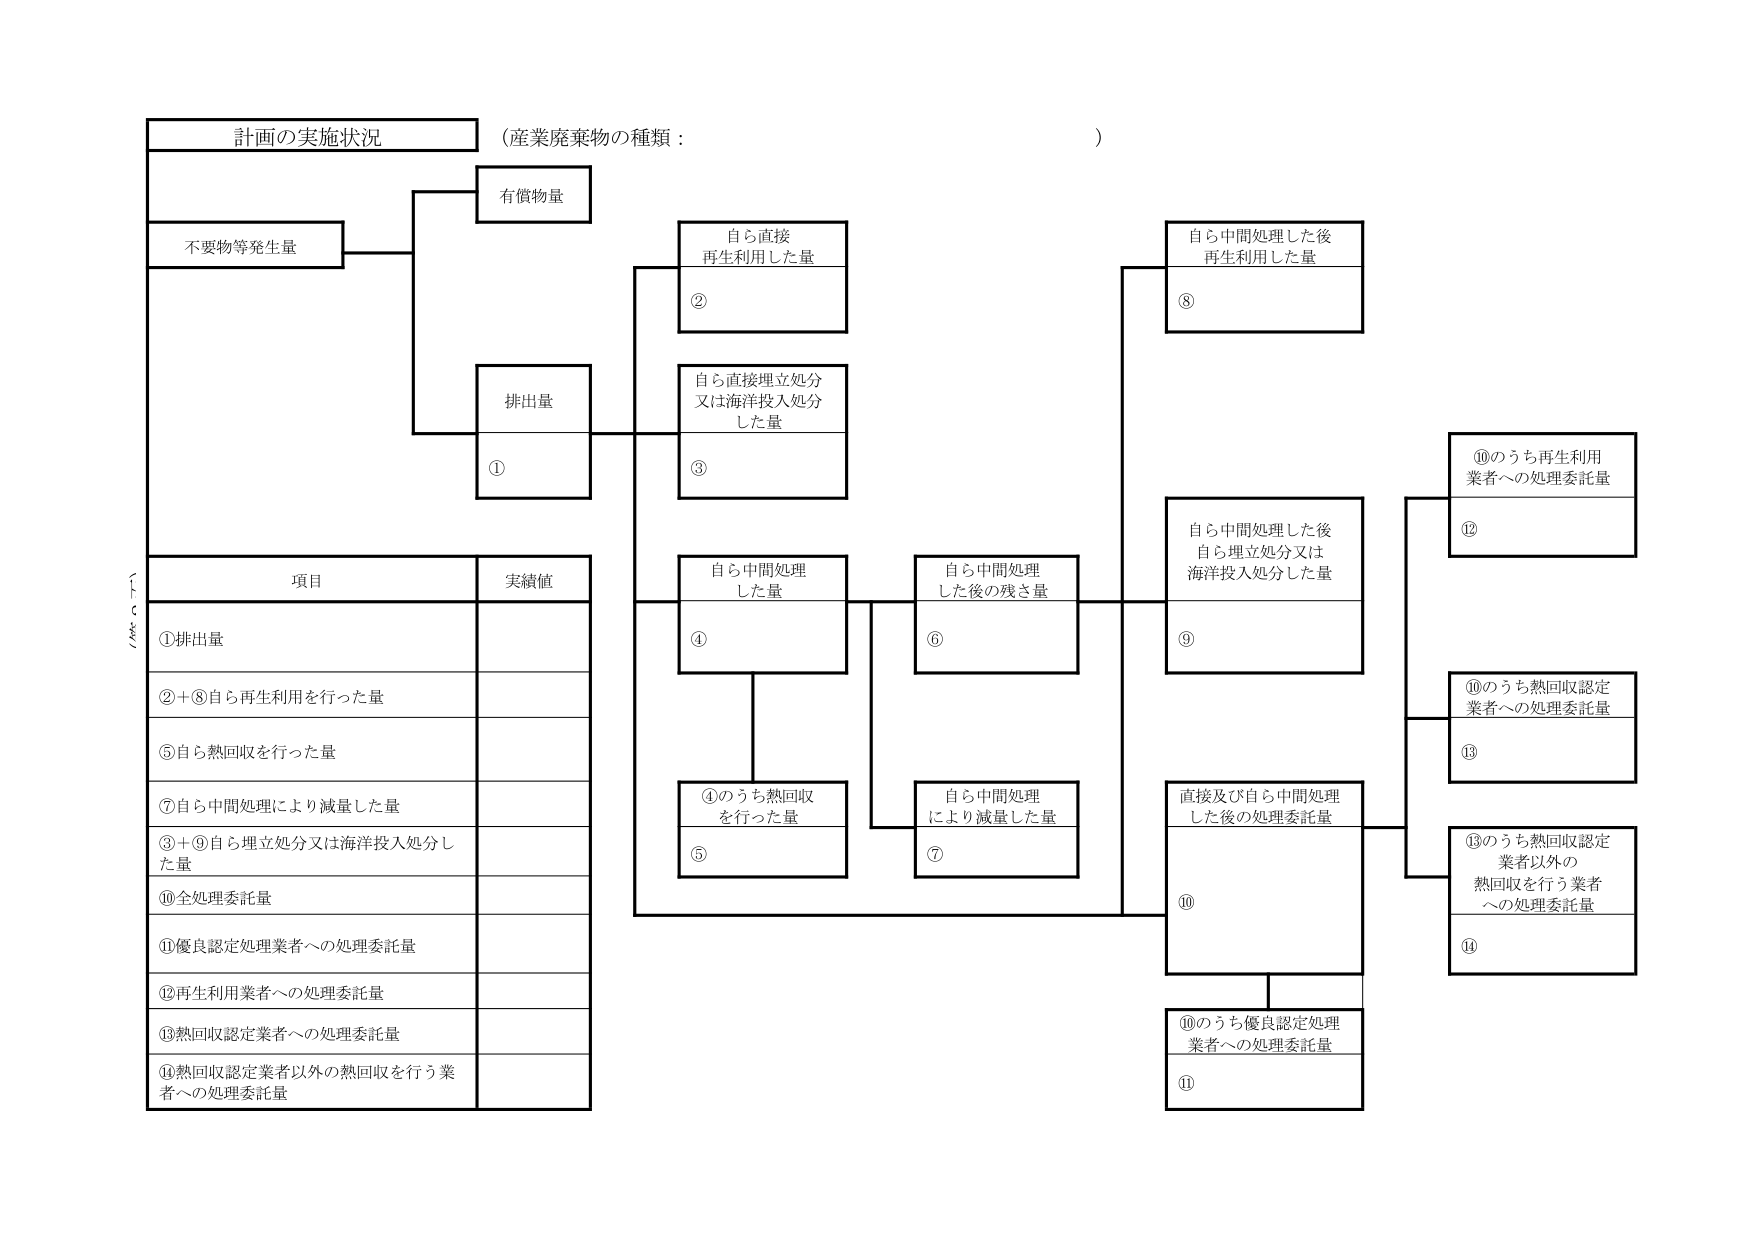 計画の実施状況
（産業廃棄物の種類：　　　　　　　　　　　　　　　　　　　　）
有償物量
不要物等発生量
自ら直接
再生利用した量
②
自ら中間処理した後
再生利用した量
⑧
排出量
①
自ら直接埋立処分
又は海洋投入処分
した量
③
⑩のうち再生利用
業者への処理委託量
⑫
自ら中間処理した後
自ら埋立処分又は
海洋投入処分した量
⑨
自ら中間処理
した量
④
自ら中間処理
した後の残さ量
⑥
⑩のうち熱回収認定
業者への処理委託量
⑬
④のうち熱回収
を行った量
⑤
自ら中間処理
により減量した量
⑦
直接及び自ら中間処理
した後の処理委託量
⑩
⑬のうち熱回収認定
業者以外の
熱回収を行う業者
への処理委託量
⑭
⑩のうち優良認定処理
業者への処理委託量
⑪
項目
実績値
①排出量
②＋⑧自ら再生利用を行った量
⑤自ら熱回収を行った量
⑦自ら中間処理により減量した量
③＋⑨自ら埋立処分又は海洋投入処分し
た量
⑩全処理委託量
⑪優良認定処理業者への処理委託量
⑫再生利用業者への処理委託量
⑬熱回収認定業者への処理委託量
⑭熱回収認定業者以外の熱回収を行う業
者への処理委託量